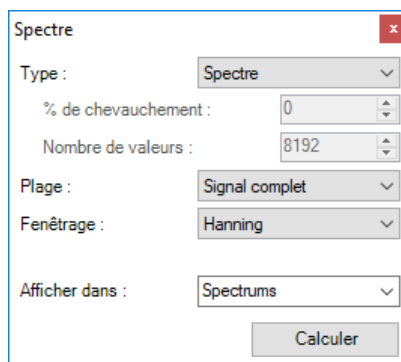 Spectre x
Type : Spectre
% de chevauchement : 0
Nombre de valeurs : 8192
Plage : Signal complet
Fenêtrage : Hanning
Afficher dans : Spectrums
Calculer